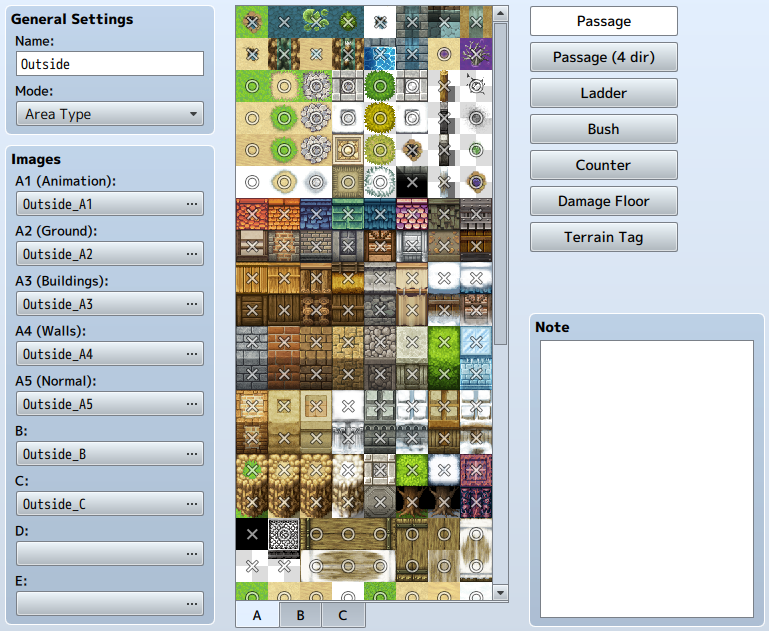 General Settings
Name:
Outside
Mode:
Area Type
Images
A1 (Animation):
Outside_A1 ...
A2 (Ground):
Outside_A2 ...
A3 (Buildings):
Outside_A3 ...
A4 (Walls):
Outside_A4 ...
A5 (Normal):
Outside_A5 ...
B:
Outside_B ...
C:
Outside_C ...
D:
...
E:
...
A B C
Passage
Passage (4 dir)
Ladder
Bush
Counter
Damage Floor
Terrain Tag
Note